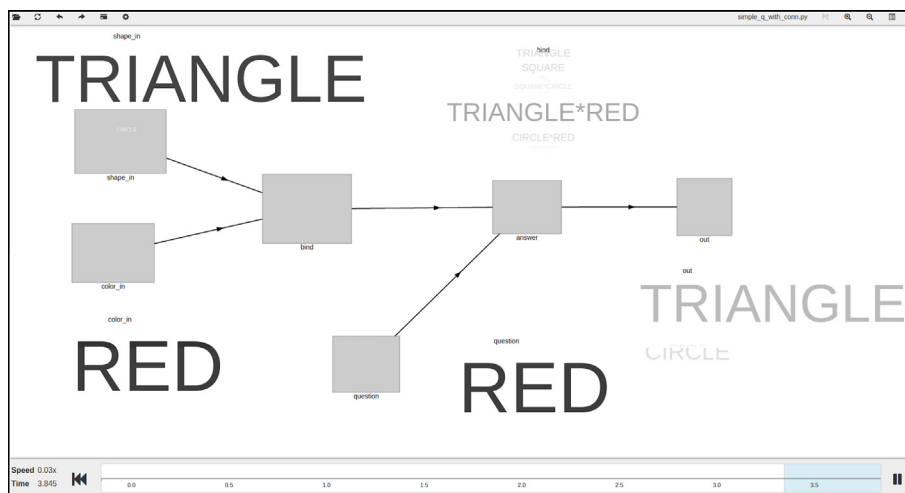 simple_q_with_conn.py
shape_in
TRIANGLE
bind
TRIANGLE
SQUARE
SQUARE*CIRCLE
TRIANGLE*RED
CIRCLE*RED
CIRCLE
shape_in
bind
answer
out
color_in
out
TRIANGLE
CIRCLE
color_in
RED
question
RED
question
Speed 0.03x
Time 3.845
0.0 0.5 1.0 1.5 2.0 2.5 3.0 3.5